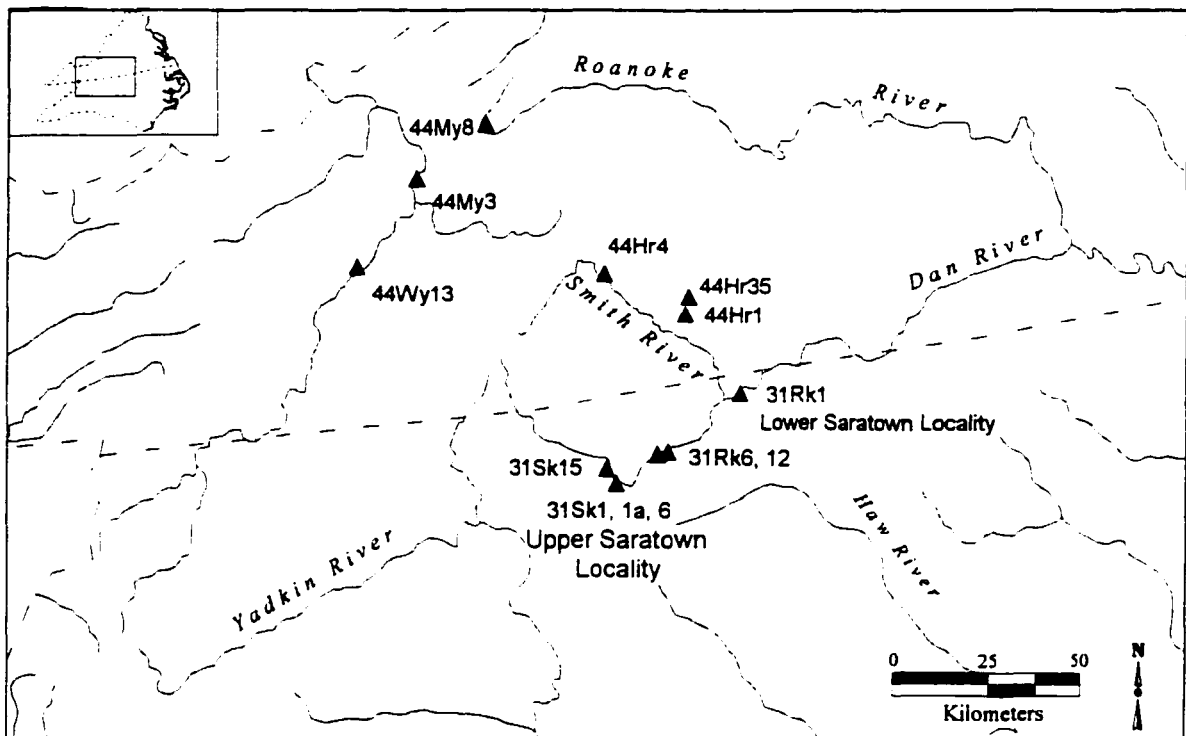 Roanoke River
44My8
44My3
44Hr4
44Hr35
44Hr1
44Wy13
Smith River
Dan River
31Rk1
Lower Saratown Locality
31Rk6, 12
31Sk15
31Sk1, 1a, 6
Upper Saratown
Locality
Yadkin River
Haw River
0 25 50
Kilometers
N